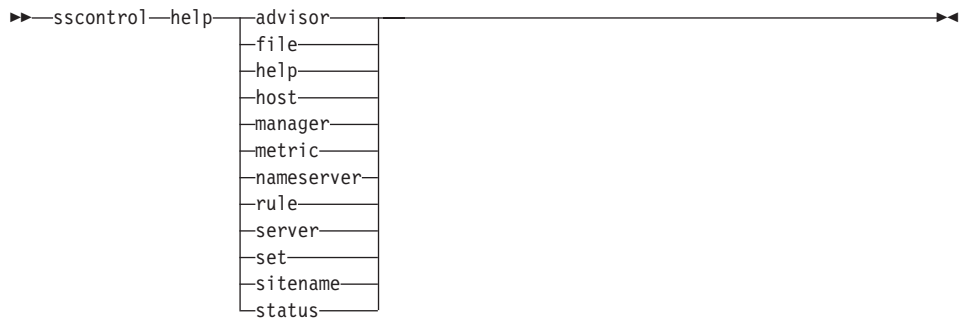 sscontrol help advisor
file
help
host
manager
metric
nameserver
rule
server
set
sitename
status